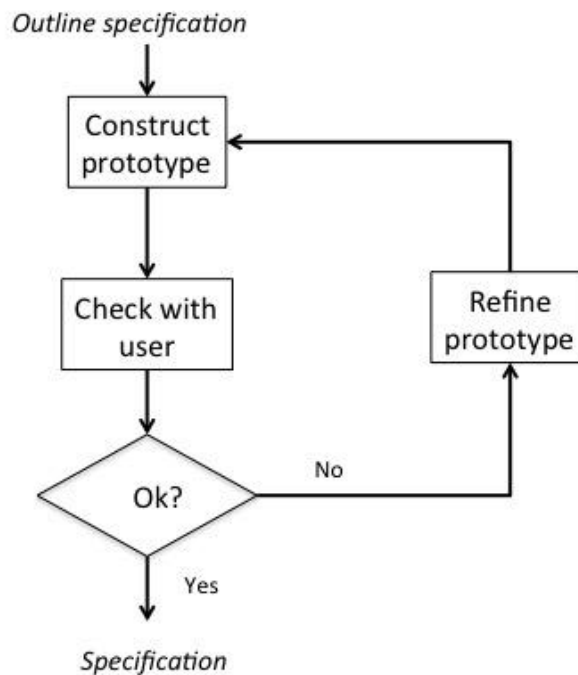 Outline specification
Construct
prototype
Check with
user
Refine
prototype
Ok?
No
Yes
Specification